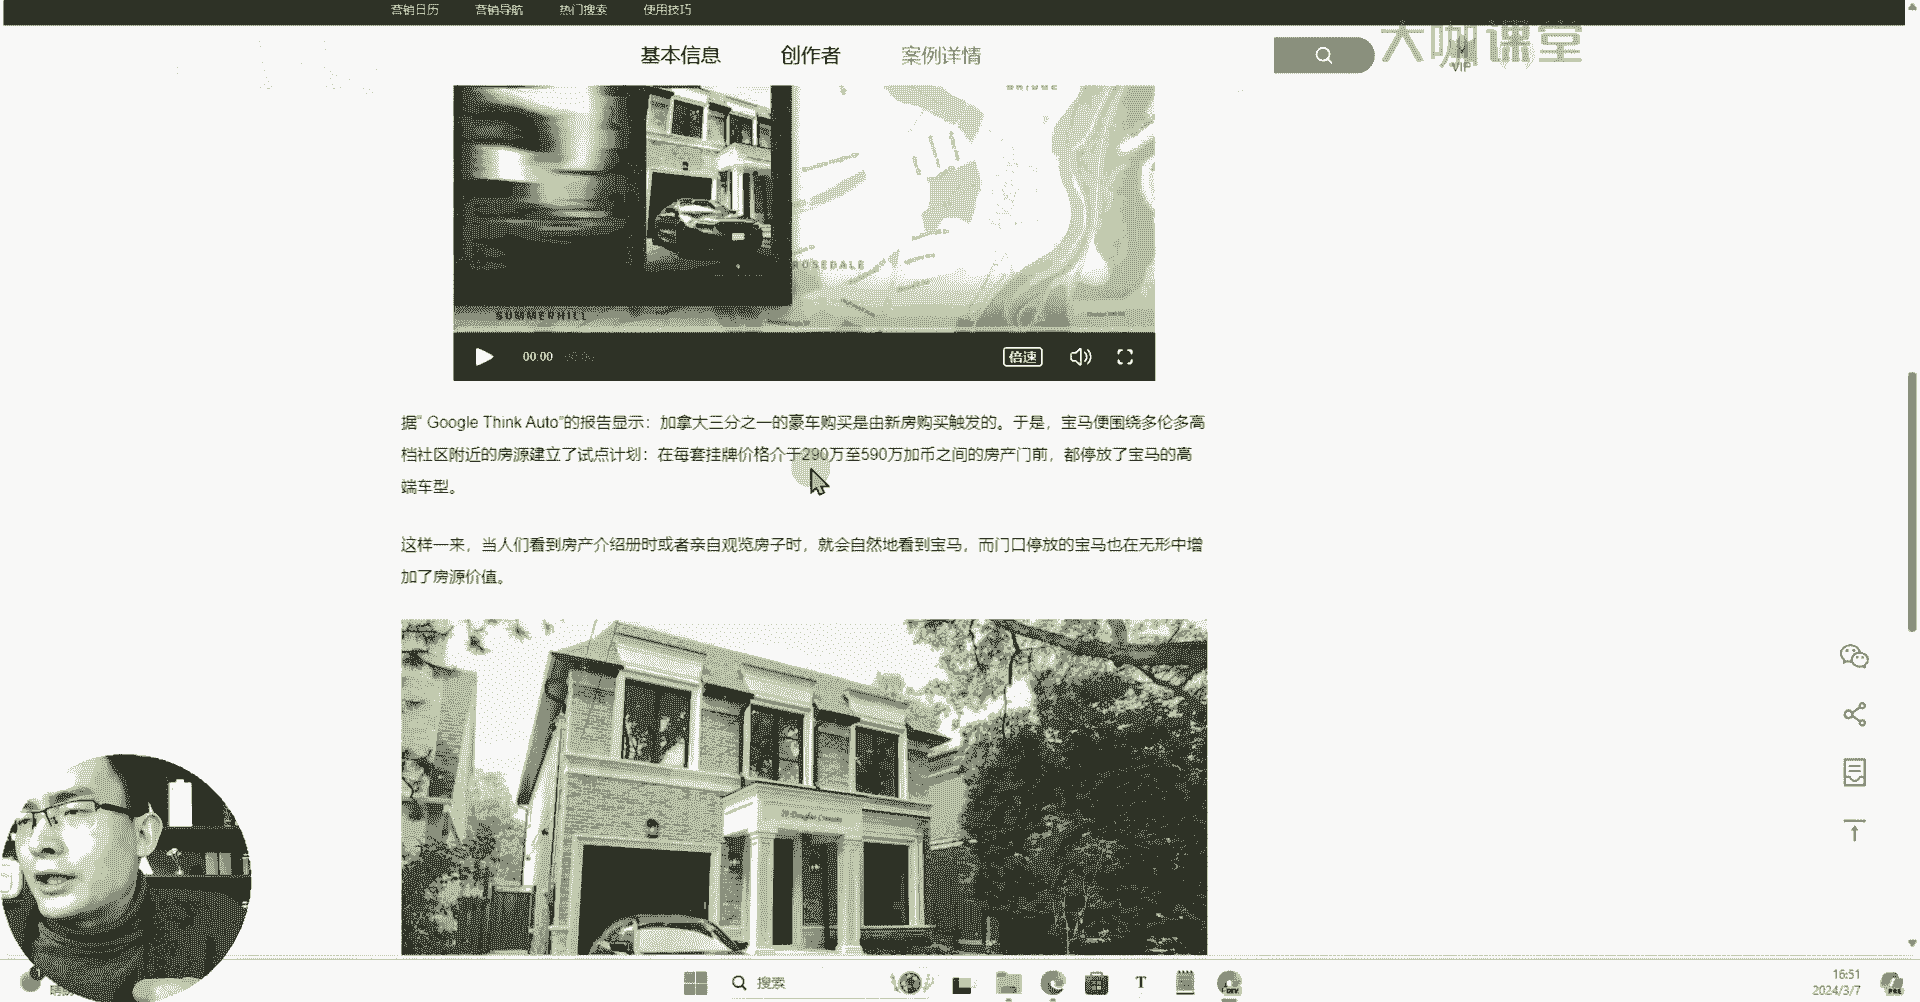 营销日历 营销导航 热门搜索 使用技巧
基本信息 创作者 案例详情
大咖课堂
VIP
BRIDGE
ROSEDALE
SUMMERHILL
00:00
倍速
据“ Google Think Auto”的报告显示：加拿大三分之一的豪车购买是由新房购买触发的。于是，宝马便围绕多伦多高
档社区附近的房源建立了试点计划：在每套挂牌价格介于290万至590万加币之间的房产门前，都停放了宝马的高
端车型。
这样一来，当人们看到房产介绍册时或者亲自观览房子时，就会自然地看到宝马，而门口停放的宝马也在无形中增
加了房源价值。
搜索
T
16:51
2024/3/7